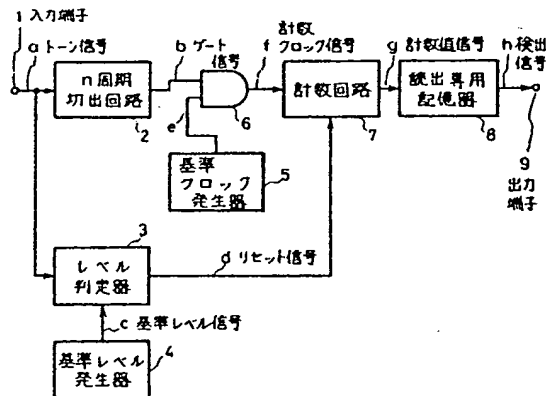 1 入力端子
a トーン信号
n周期
切出回路
2
b ゲート
信号
e
6
f 計数
クロック信号
計数回路
7
g 計数値信号
読出専用
記憶器
8
h 検出
信号
9
出力
端子
基準
クロック
発生器
5
3
レベル
判定器
d リセット信号
c 基準レベル信号
基準レベル
発生器
4